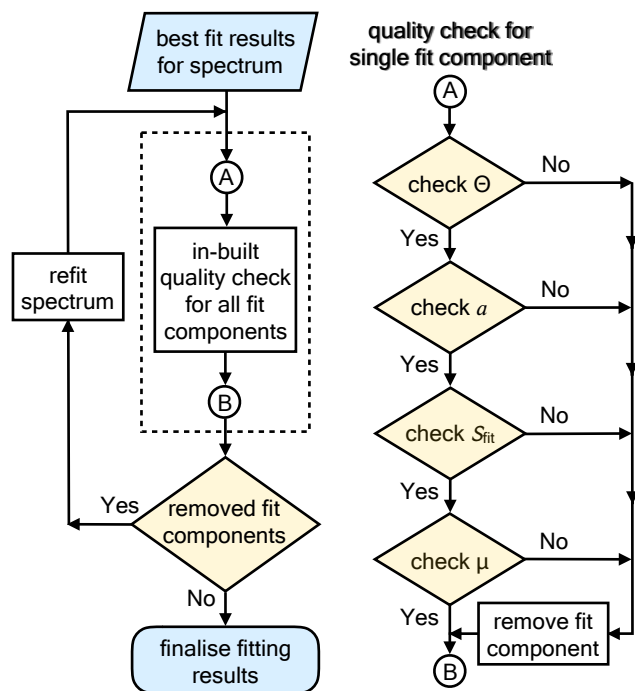 best fit results
for spectrum
A
in-built
quality check
for all fit
components
refit
spectrum
B
Yes
removed fit
components
No
finalise fitting
results
quality check for
single fit component
A
check Θ
No
Yes
check a
No
Yes
check Sfit
No
Yes
check μ
No
Yes
remove fit
component
B